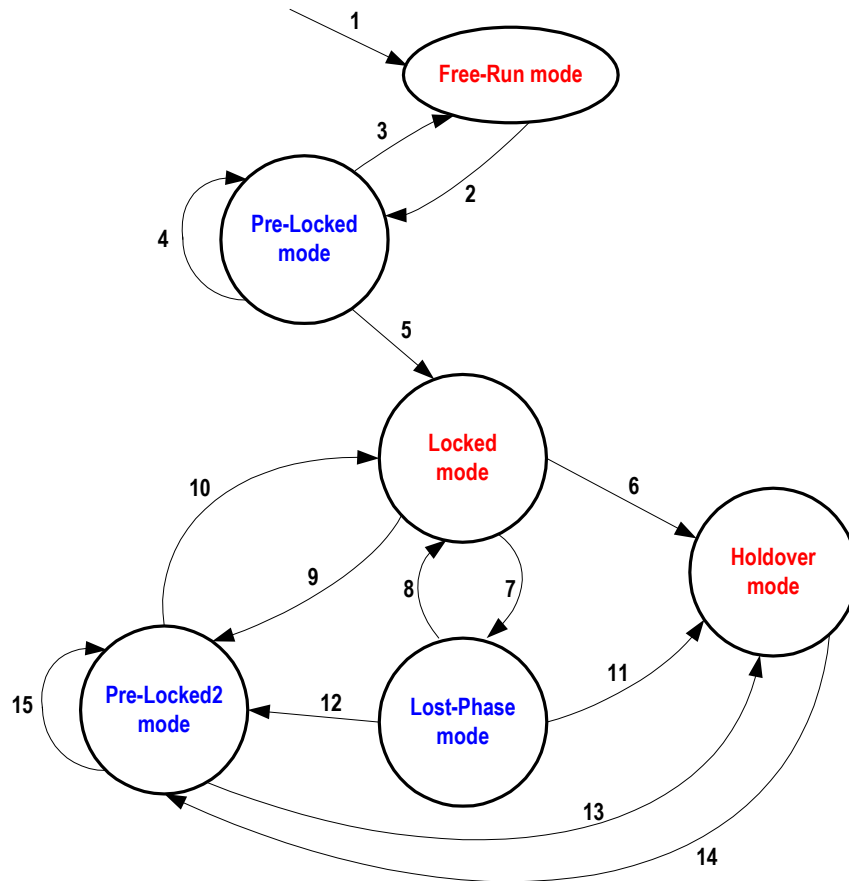 1
Free-Run mode
3
2
Pre-Locked
mode
4
5
Locked
mode
10
6
Holdover
mode
9
8
7
11
Pre-Locked2
mode
15
12
Lost-Phase
mode
13
14